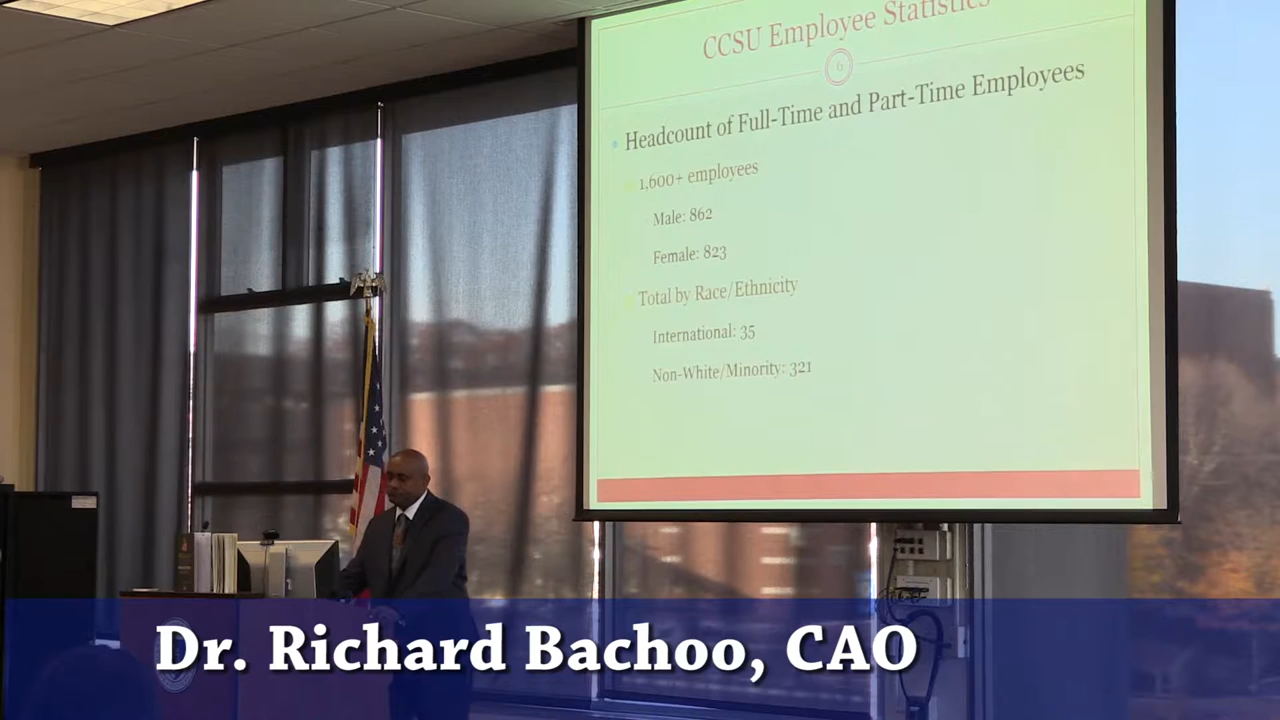 CCSU Employee Statistics
6
Headcount of Full-Time and Part-Time Employees
1,600+ employees
Male: 862
Female: 823
Total by Race/Ethnicity
International: 35
Non-White/Minority: 321
Dr. Richard Bachoo, CAO